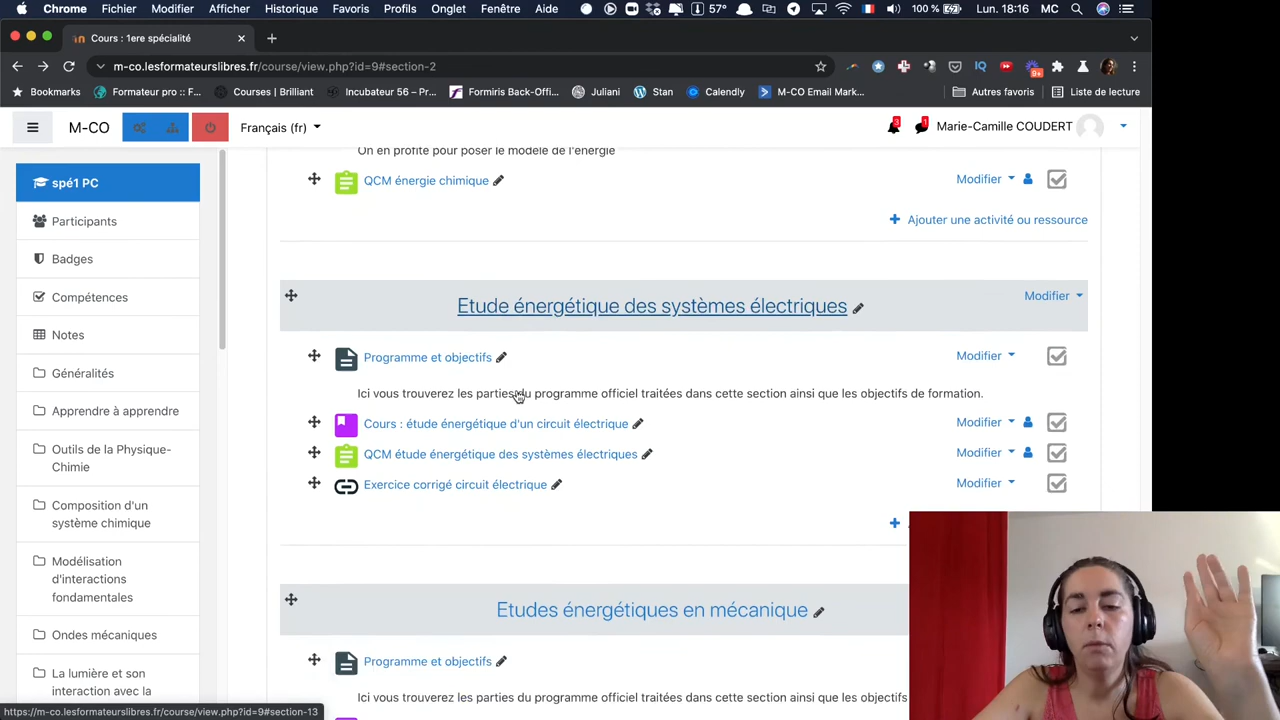 Chrome Fichier Modifier Afficher Historique Favoris Profils Onglet Fenêtre Aide 57° 100 % Lun. 18:16 MC
Cours : 1ere spécialité
m-co.lesformateurslibres.fr/course/view.php?id=9#section-2
9+
Bookmarks Formateur pro :: F... Courses | Brilliant Incubateur 56 – Pr... Formiris Back-Offi... Juliani Stan Calendly M-CO Email Mark... Autres favoris Liste de lecture
M-CO Français (fr) 3 1 Marie-Camille COUDERT
On en profite pour poser le modèle de l'énergie
spé1 PC
QCM énergie chimique Modifier
Participants
Ajouter une activité ou ressource
Badges
Compétences
Etude énergétique des systèmes électriques Modifier
Notes
Programme et objectifs Modifier
Généralités
Ici vous trouverez les parties du programme officiel traitées dans cette section ainsi que les objectifs de formation.
Apprendre à apprendre
Cours : étude énergétique d'un circuit électrique Modifier
Outils de la Physique-
Chimie
QCM étude énergétique des systèmes électriques Modifier
Exercice corrigé circuit électrique Modifier
Composition d'un
système chimique
Modélisation
d'interactions
fondamentales
Etudes énergétiques en mécanique
Ondes mécaniques
Programme et objectifs
La lumière et son
interaction avec la
Ici vous trouverez les parties du programme officiel traitées dans cette section ainsi que les objectifs
https://m-co.lesformateurslibres.fr/course/view.php?id=9#section-13